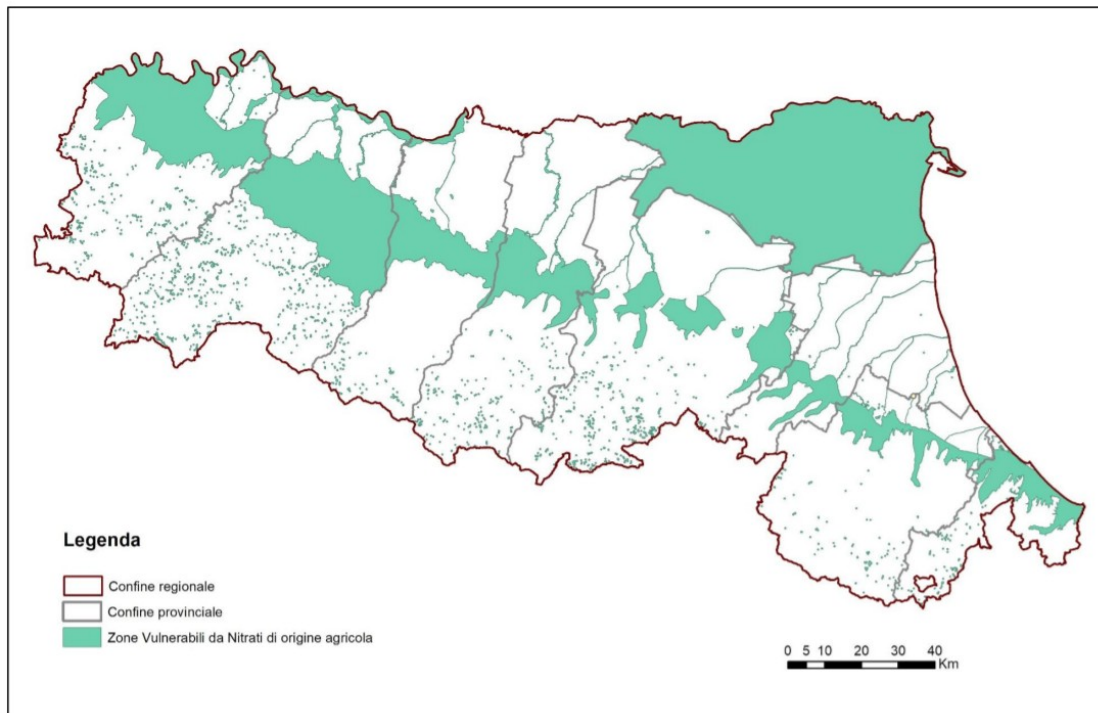 Legenda
Confine regionale
Confine provinciale
Zone Vulnerabili da Nitrati di origine agricola
0 5 10 20 30 40
Km